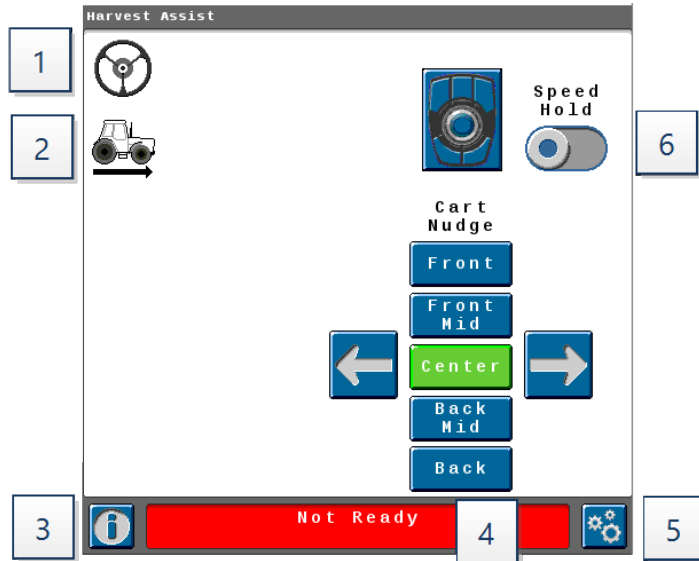 Harvest Assist
1
2
Speed
Hold
6
Cart
Nudge
Front
Front
Mid
Center
Back
Mid
Back
3
Not Ready
4
5